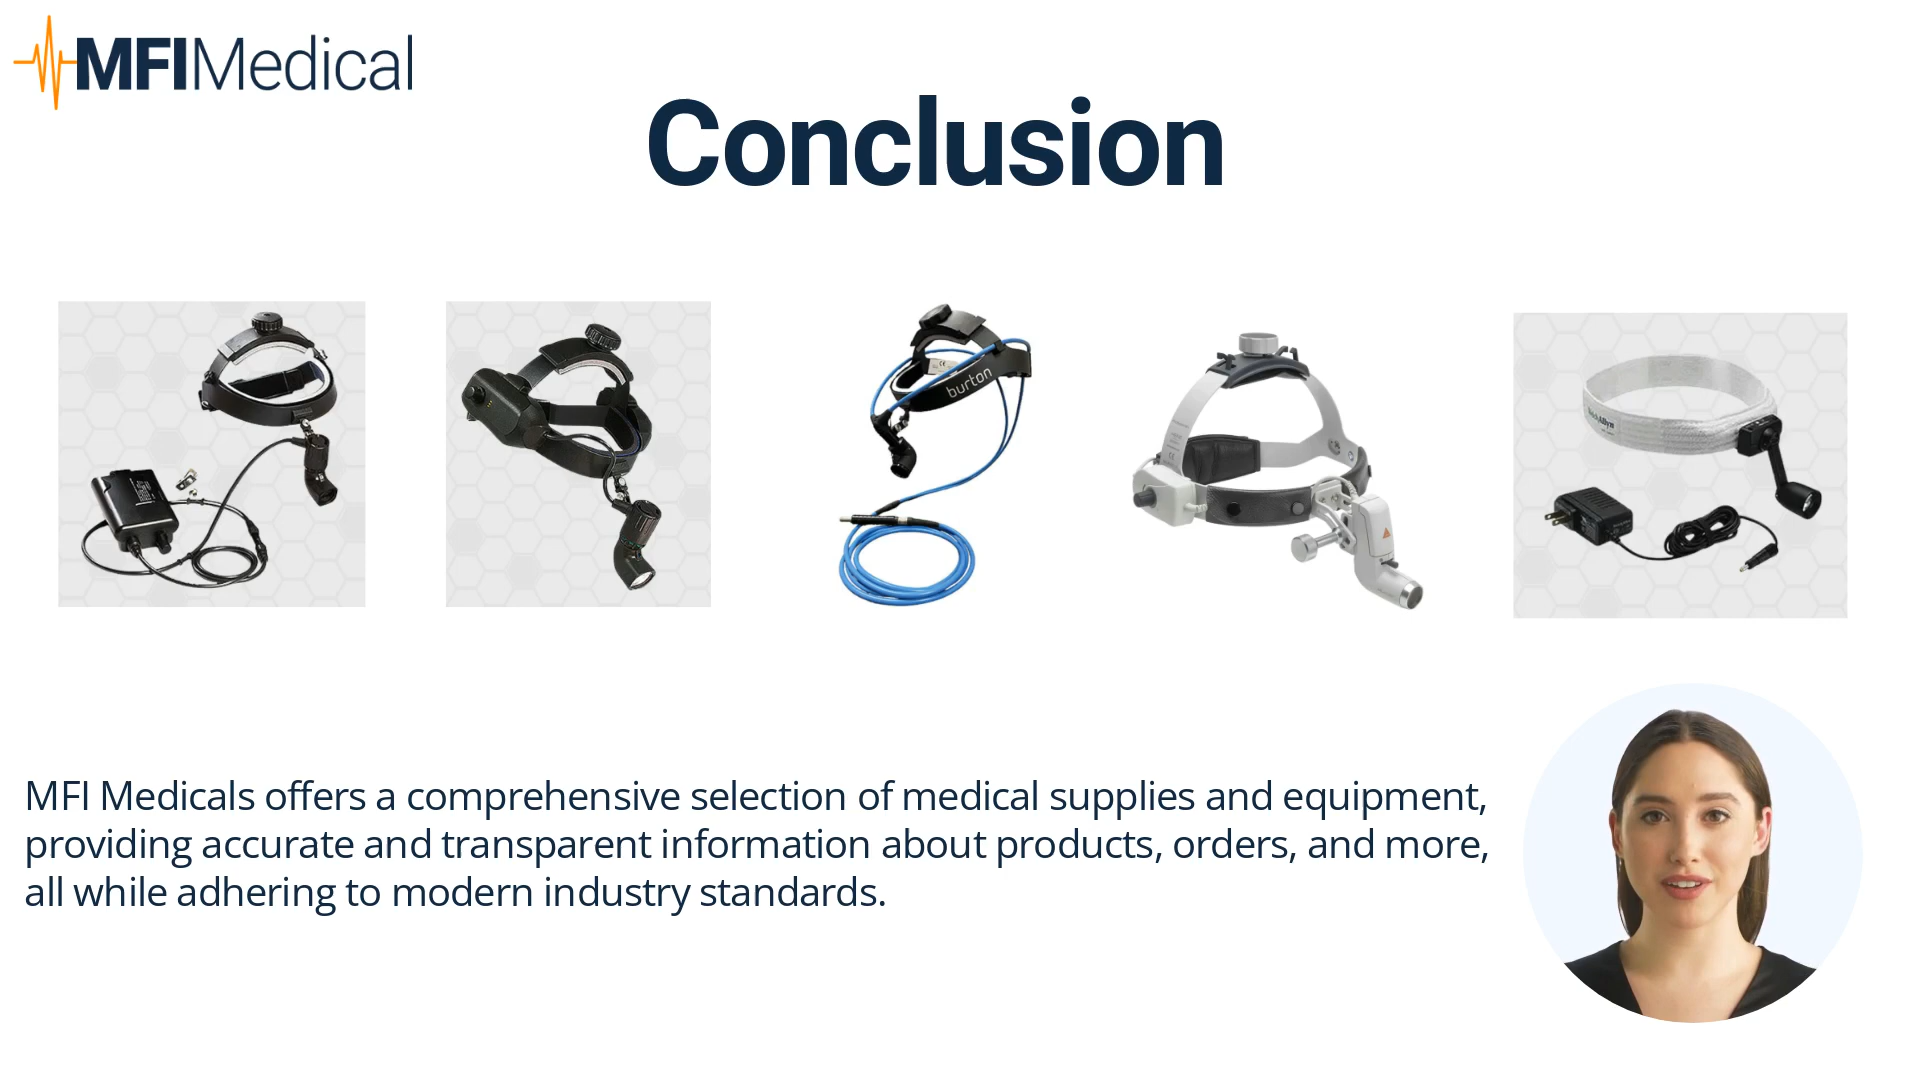 MFIMedical
Conclusion
burton
MFI Medicals offers a comprehensive selection of medical supplies and equipment,
providing accurate and transparent information about products, orders, and more,
all while adhering to modern industry standards.